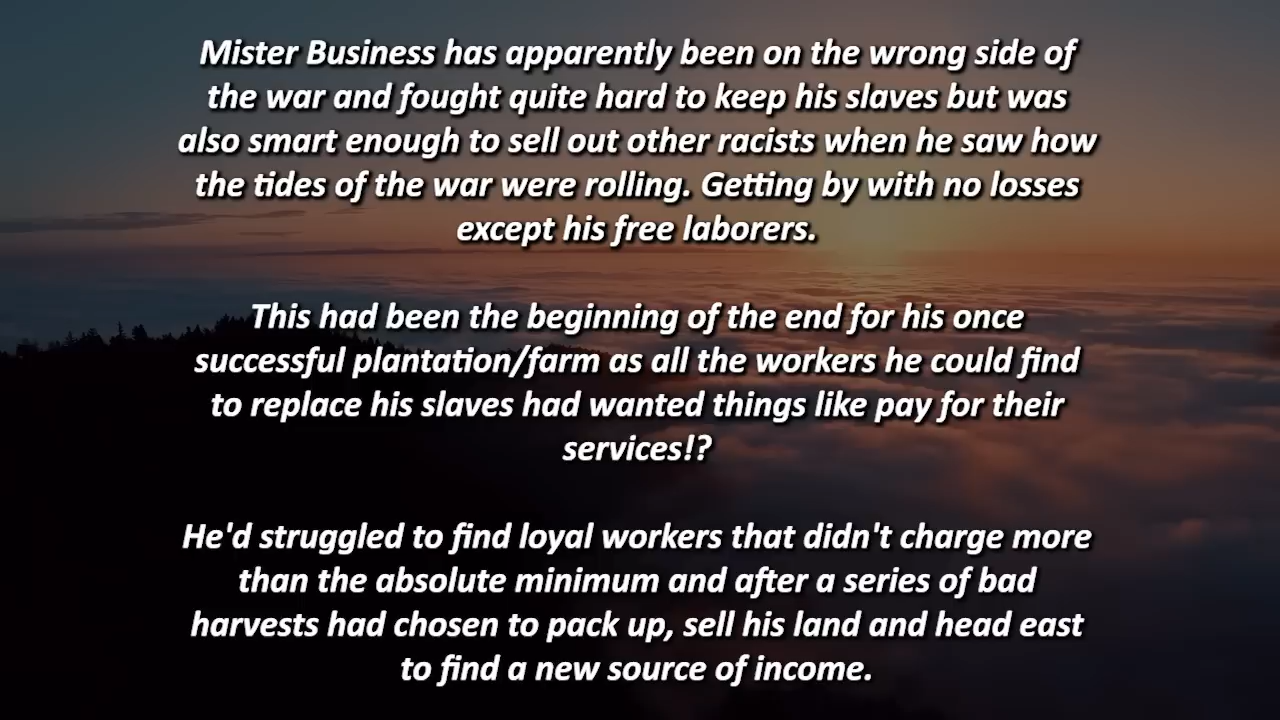 Mister Business has apparently been on the wrong side of
the war and fought quite hard to keep his slaves but was
also smart enough to sell out other racists when he saw how
the tides of the war were rolling. Getting by with no losses
except his free laborers.
This had been the beginning of the end for his once
successful plantation/farm as all the workers he could find
to replace his slaves had wanted things like pay for their
services!?
He'd struggled to find loyal workers that didn't charge more
than the absolute minimum and after a series of bad
harvests had chosen to pack up, sell his land and head east
to find a new source of income.